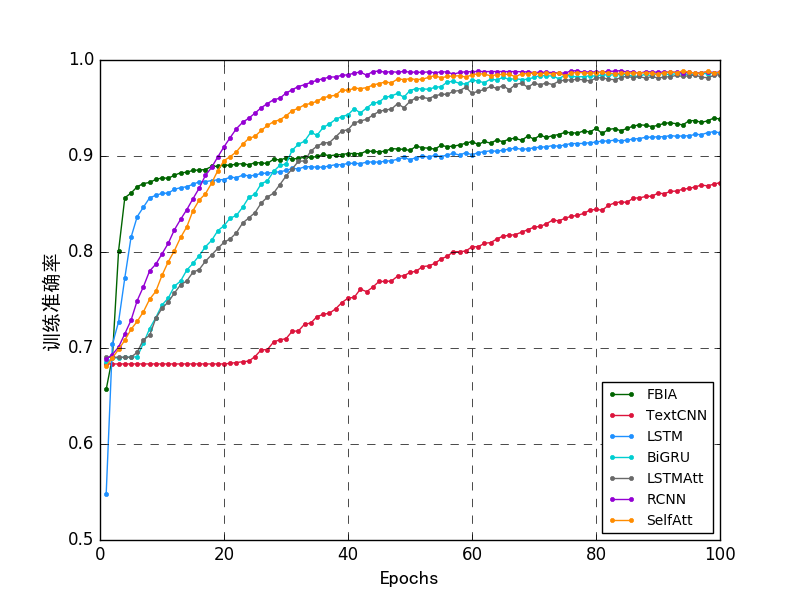 1.0
0.9
0.8
0.7
0.6
0.5
训练准确率
0 20 40 60 80 100
Epochs
FBIA
TextCNN
LSTM
BiGRU
LSTMAtt
RCNN
SelfAtt